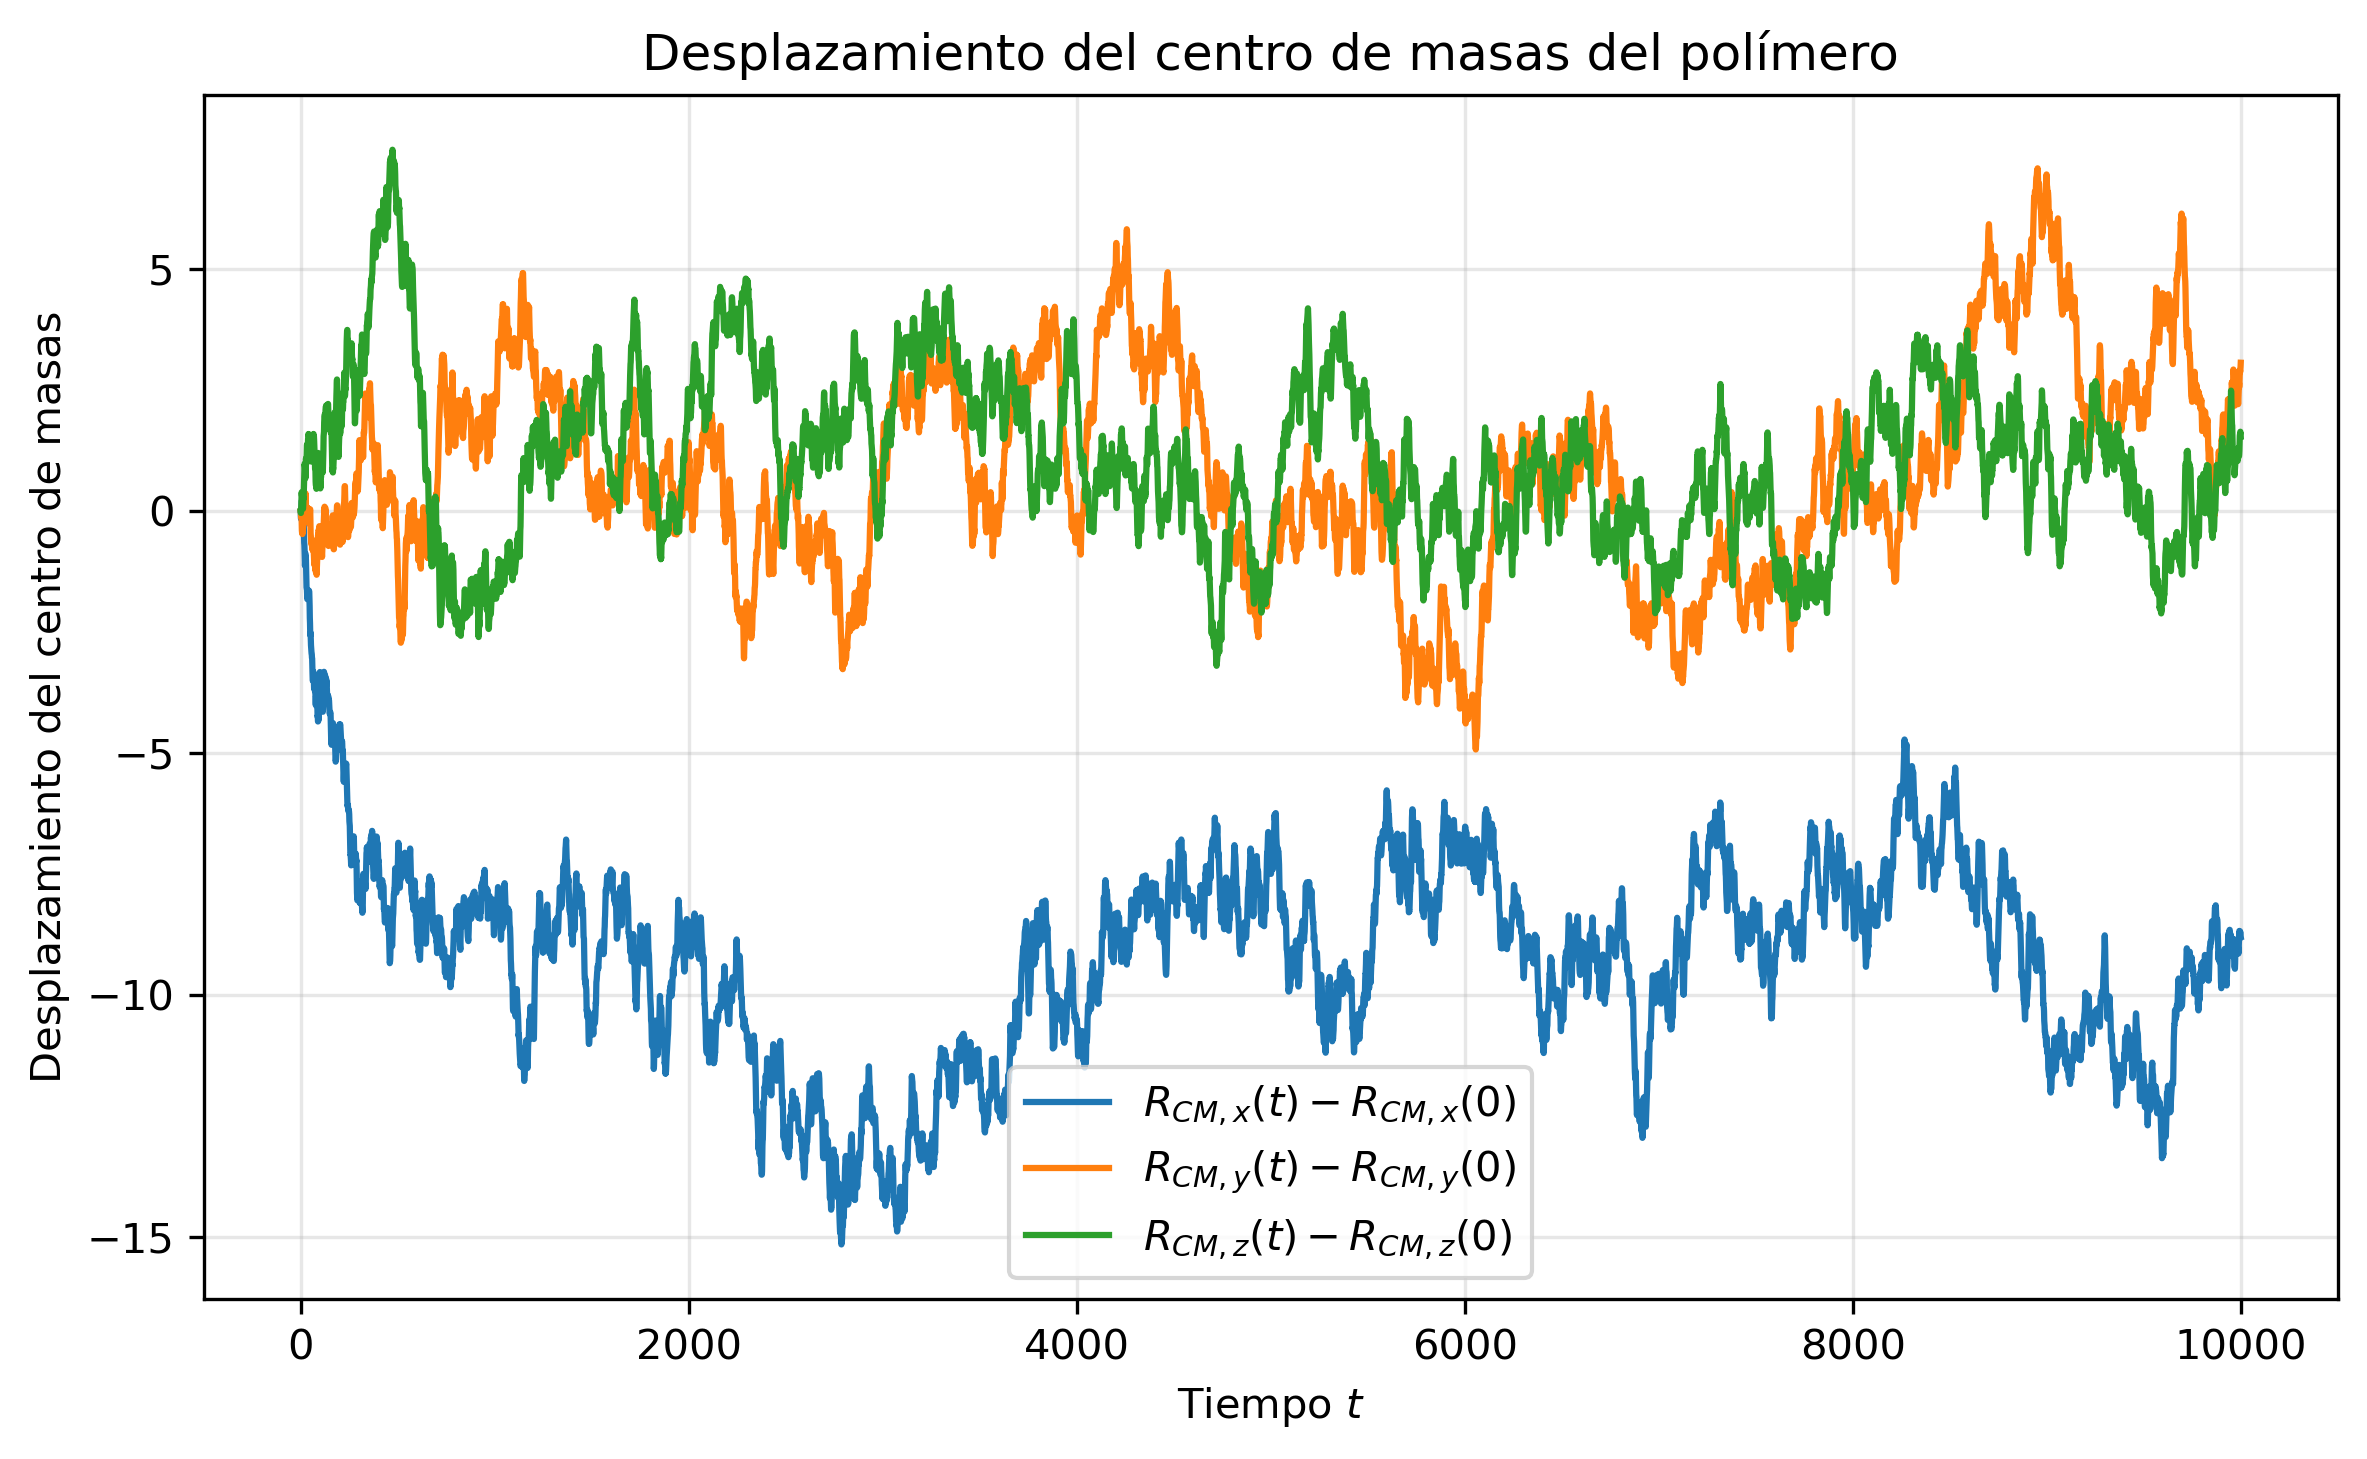 Desplazamiento del centro de masas del polímero
Desplazamiento del centro de masas
5
0
−5
−10
−15
R_{CM,x}(t) − R_{CM,x}(0)
R_{CM,y}(t) − R_{CM,y}(0)
R_{CM,z}(t) − R_{CM,z}(0)
0 2000 4000 6000 8000 10000
Tiempo t